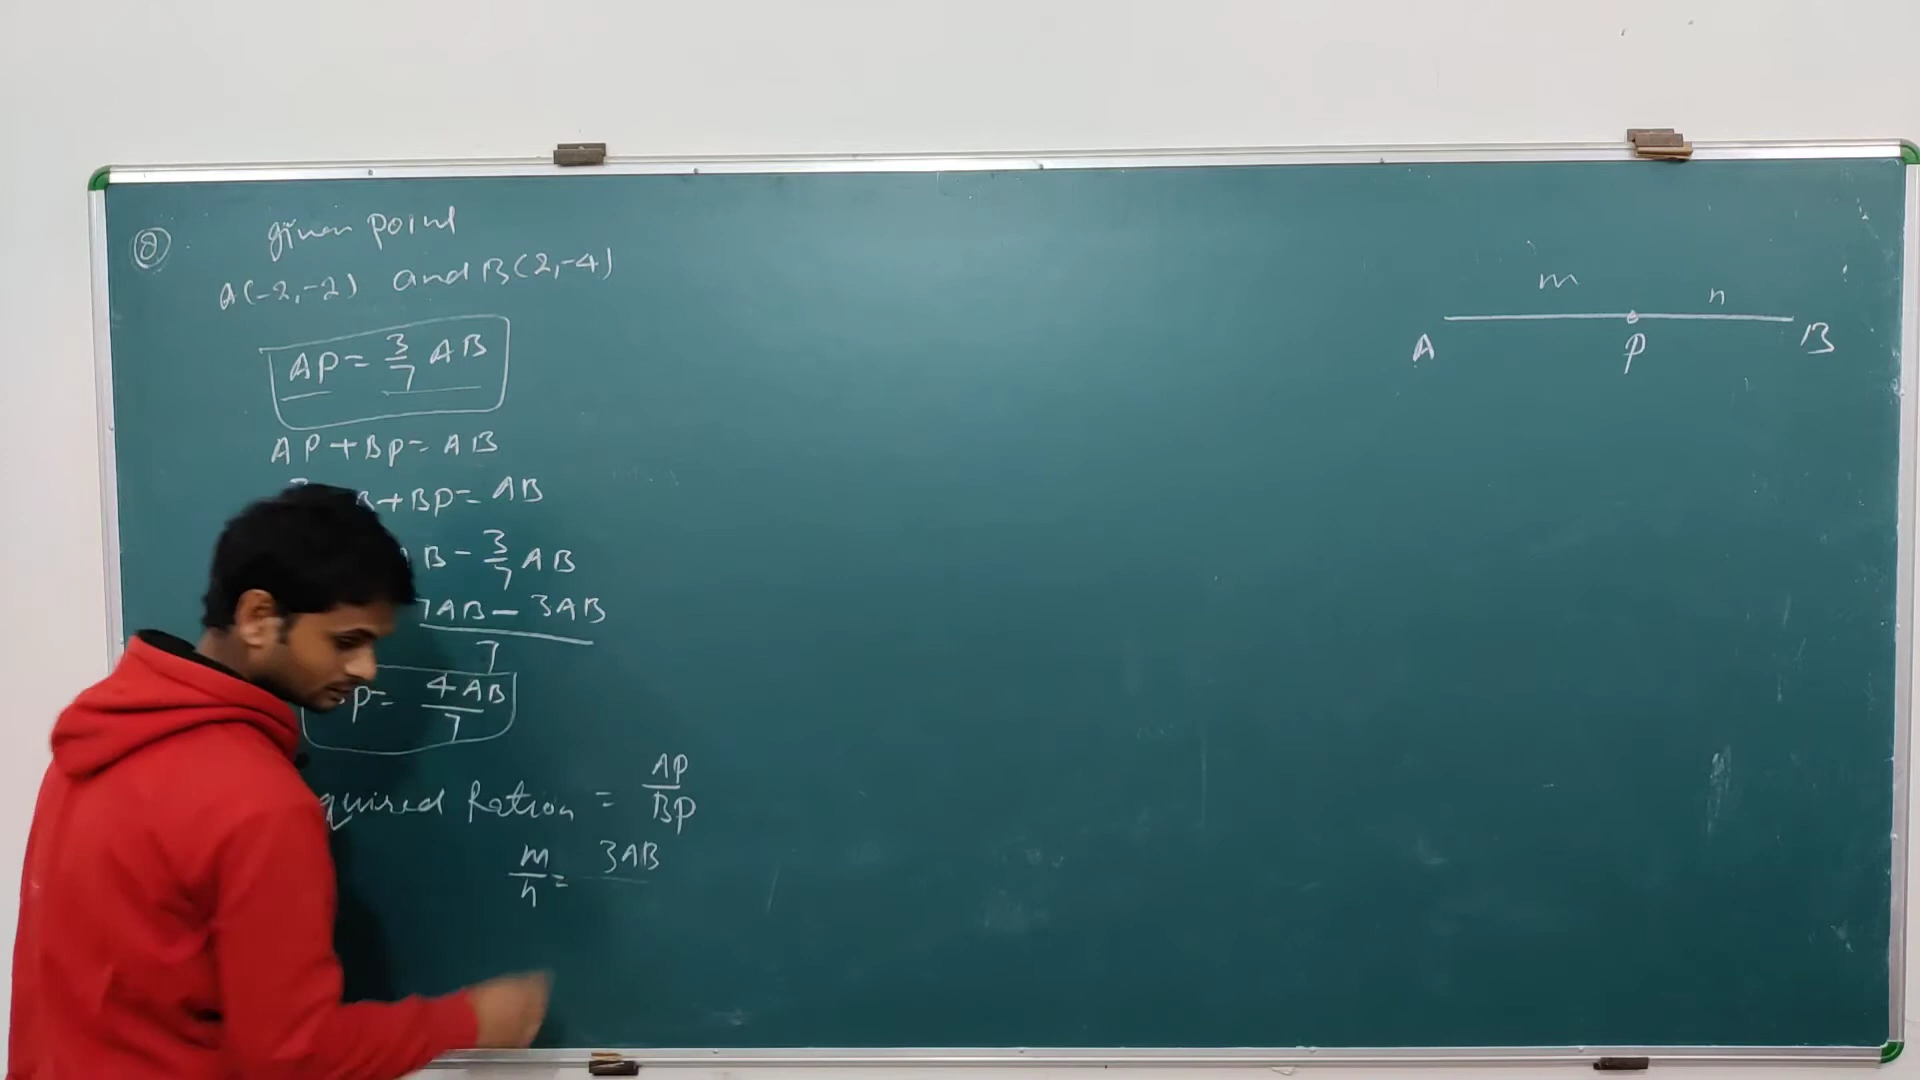 ⑧ given point
A(-2,-2) and B(2,-4)
AP = 3/7 AB
AP + BP = AB
+ BP = AB
B - 3/7 AB
7AB - 3AB
7
P = 4AB/7
quired Ration = AP/BP
m/n = 3AB
m n
A P B